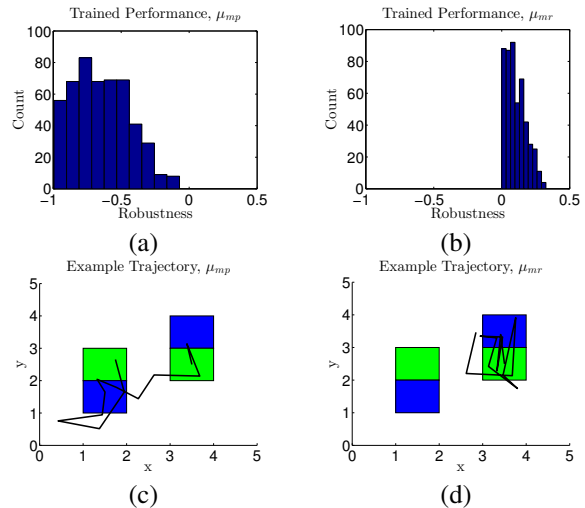 Trained Performance, μmp
100
80
60
40
20
0
Count
-1
-0.5
0
0.5
Robustness
(a)
Trained Performance, μmr
100
80
60
40
20
0
Count
-1
-0.5
0
0.5
Robustness
(b)
Example Trajectory, μmp
5
4
3
2
1
0
y
0
1
2
3
4
5
x
(c)
Example Trajectory, μmr
5
4
3
2
1
0
y
0
1
2
3
4
5
x
(d)